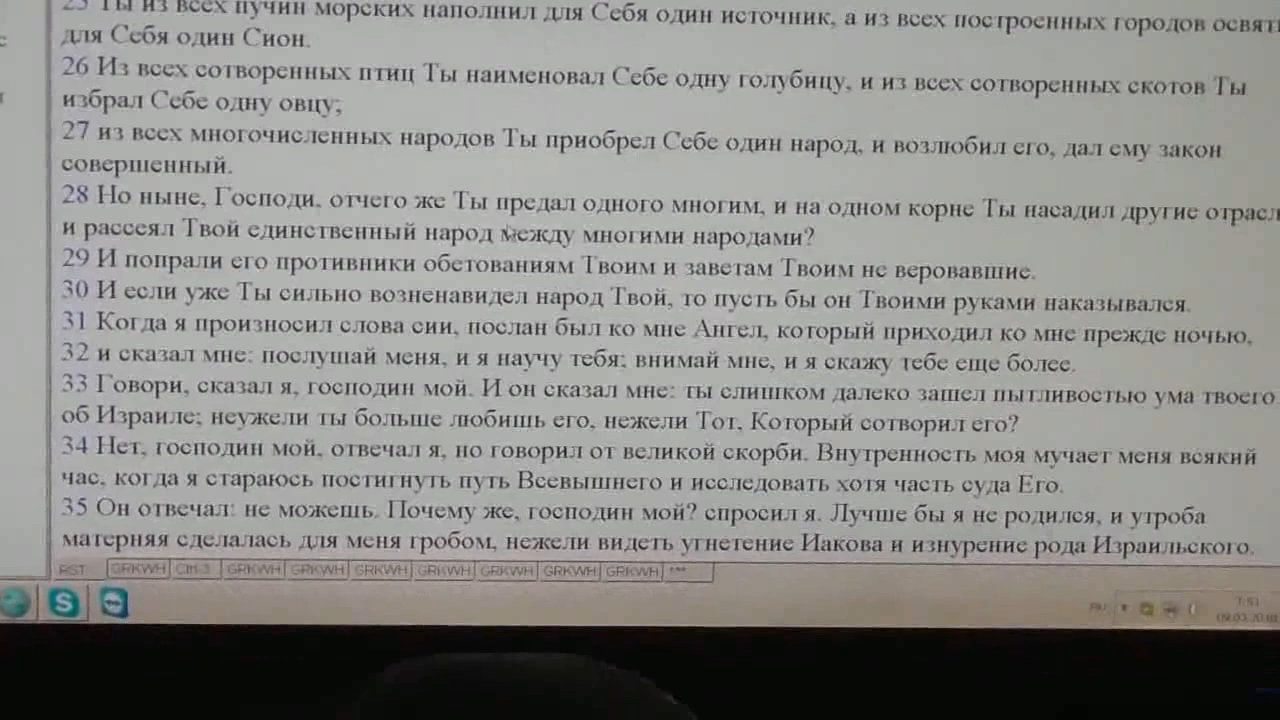 25 Ты из всех пучин морских наполнил для Себя один источник, а из всех построенных городов освяти
для Себя один Сион.
26 Из всех сотворенных птиц Ты наименовал Себе одну голубицу, и из всех сотворенных скотов Ты
избрал Себе одну овцу;
27 из всех многочисленных народов Ты приобрел Себе один народ, и возлюбил его, дал ему закон
совершенный.
28 Но ныне, Господи, отчего же Ты предал одного многим, и на одном корне Ты насадил другие отрасл
и рассеял Твой единственный народ между многими народами?
29 И попрали его противники обетованиям Твоим и заветам Твоим не веровавшие.
30 И если уже Ты сильно возненавидел народ Твой, то пусть бы он Твоими руками наказывался.
31 Когда я произносил слова сии, послан был ко мне Ангел, который приходил ко мне прежде ночью,
32 и сказал мне: послушай меня, и я научу тебя; внимай мне, и я скажу тебе еще более.
33 Говори, сказал я, господин мой. И он сказал мне: ты слишком далеко зашел пытливостью ума твоего
об Израиле; неужели ты больше любишь его, нежели Тот, Который сотворил его?
34 Нет, господин мой, отвечал я, но говорил от великой скорби. Внутренность моя мучает меня всякий
час, когда я стараюсь постигнуть путь Всевышнего и исследовать хотя часть суда Его.
35 Он отвечал: не можешь. Почему же, господин мой? спросил я. Лучше бы я не родился, и утроба
матерняя сделалась для меня гробом, нежели видеть угнетение Иакова и изнурение рода Израильского.
RST GRKWH GRKWH GRKWH GRKWH GRKWH GRKWH GRKWH GRKWH ***
S RU 7:51